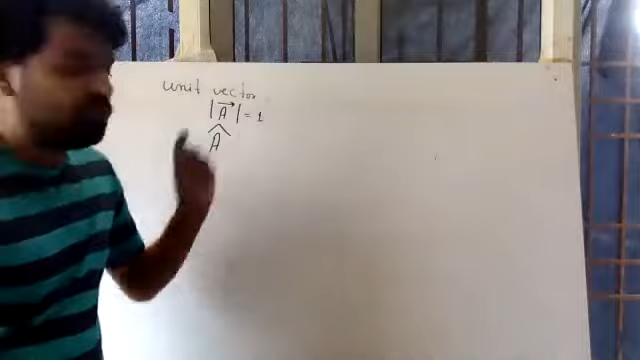 unit vector
|A⃗| = 1
Â